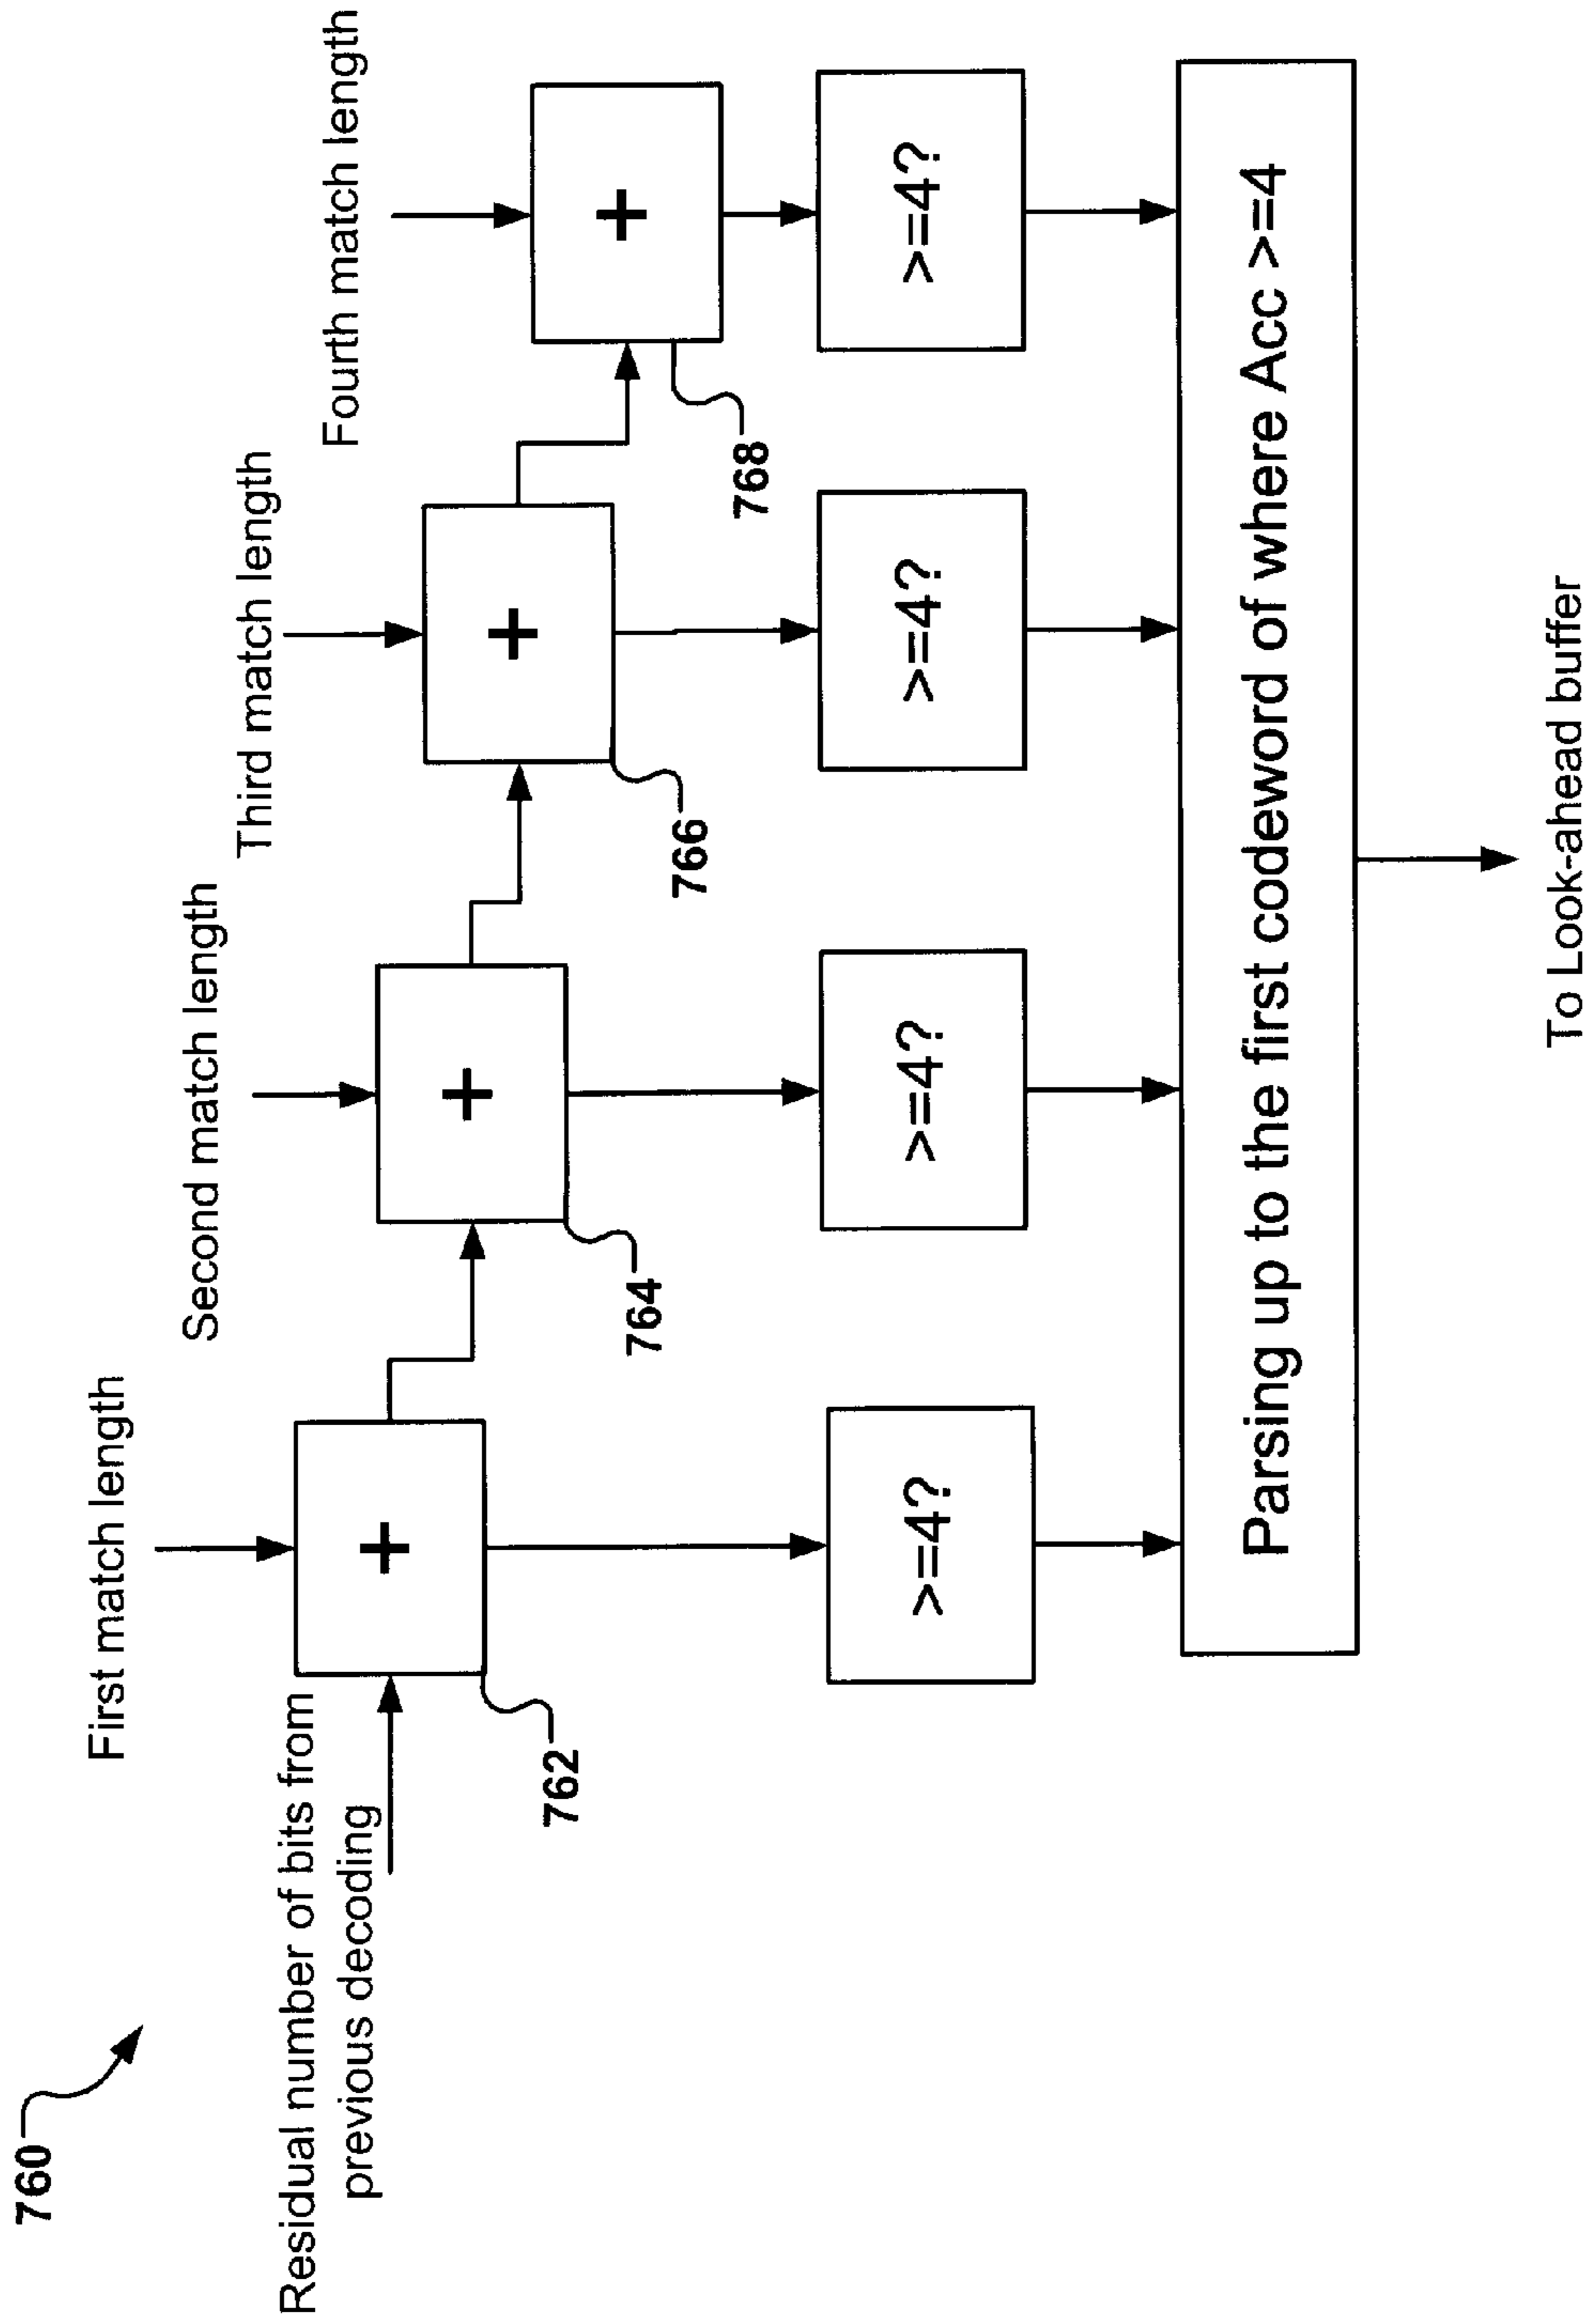 760
First match length
Second match length
Third match length
Fourth match length
Residual number of bits from
previous decoding
+
+
+
+
762
764
766
768
>=4?
>=4?
>=4?
>=4?
Parsing up to the first codeword of where Acc >=4
To Look-ahead buffer